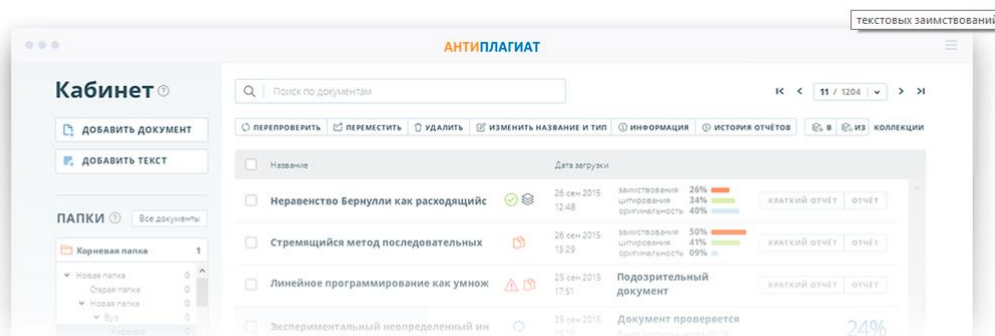 текстовых заимствований
АНТИПЛАГИАТ
Кабинет
Поиск по документам
11 / 1204
ДОБАВИТЬ ДОКУМЕНТ
ПЕРЕПРОВЕРИТЬ ПЕРЕМЕСТИТЬ УДАЛИТЬ ИЗМЕНИТЬ НАЗВАНИЕ И ТИП ИНФОРМАЦИЯ ИСТОРИЯ ОТЧЁТОВ В ИЗ КОЛЛЕКЦИИ
ДОБАВИТЬ ТЕКСТ
Название Дата загрузки
ПАПКИ Все документы
Неравенство Бернулли как расходящийс 26 сен 2015 12:48
заимствования 26%
цитирования 34%
оригинальность 40%
КРАТКИЙ ОТЧЁТ ОТЧЁТ
Корневая папка 1
Новая папка 0
Старая папка 0
Новая папка 0
Вуз 0
Стремящийся метод последовательных 26 сен 2015 13:29
заимствования 50%
цитирования 41%
оригинальность 09%
КРАТКИЙ ОТЧЁТ ОТЧЁТ
Линейное программирование как умнож 25 сен 2015 17:51
Подозрительный
документ
КРАТКИЙ ОТЧЁТ ОТЧЁТ
Экспериментальный неопределенный ин 25 сен 2015
Документ проверяется
24%